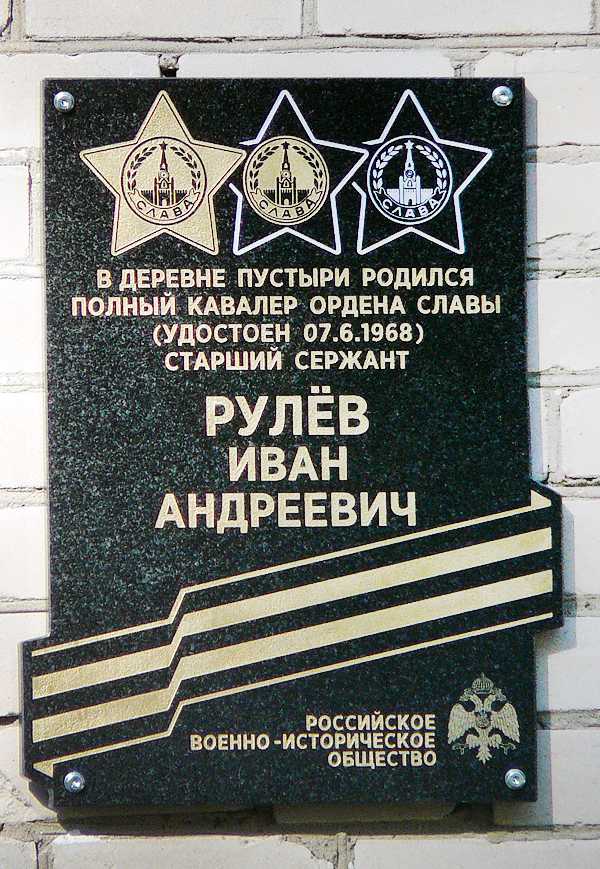 СЛАВА СЛАВА СЛАВА
В ДЕРЕВНЕ ПУСТЫРИ РОДИЛСЯ
ПОЛНЫЙ КАВАЛЕР ОРДЕНА СЛАВЫ
(УДОСТОЕН 07.6.1968)
СТАРШИЙ СЕРЖАНТ
РУЛЁВ
ИВАН
АНДРЕЕВИЧ
РОССИЙСКОЕ
ВОЕННО-ИСТОРИЧЕСКОЕ
ОБЩЕСТВО